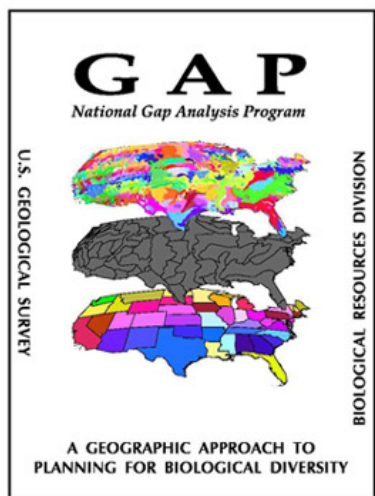 GAP
National Gap Analysis Program
U.S. GEOLOGICAL SURVEY
BIOLOGICAL RESOURCES DIVISION
A GEOGRAPHIC APPROACH TO
PLANNING FOR BIOLOGICAL DIVERSITY